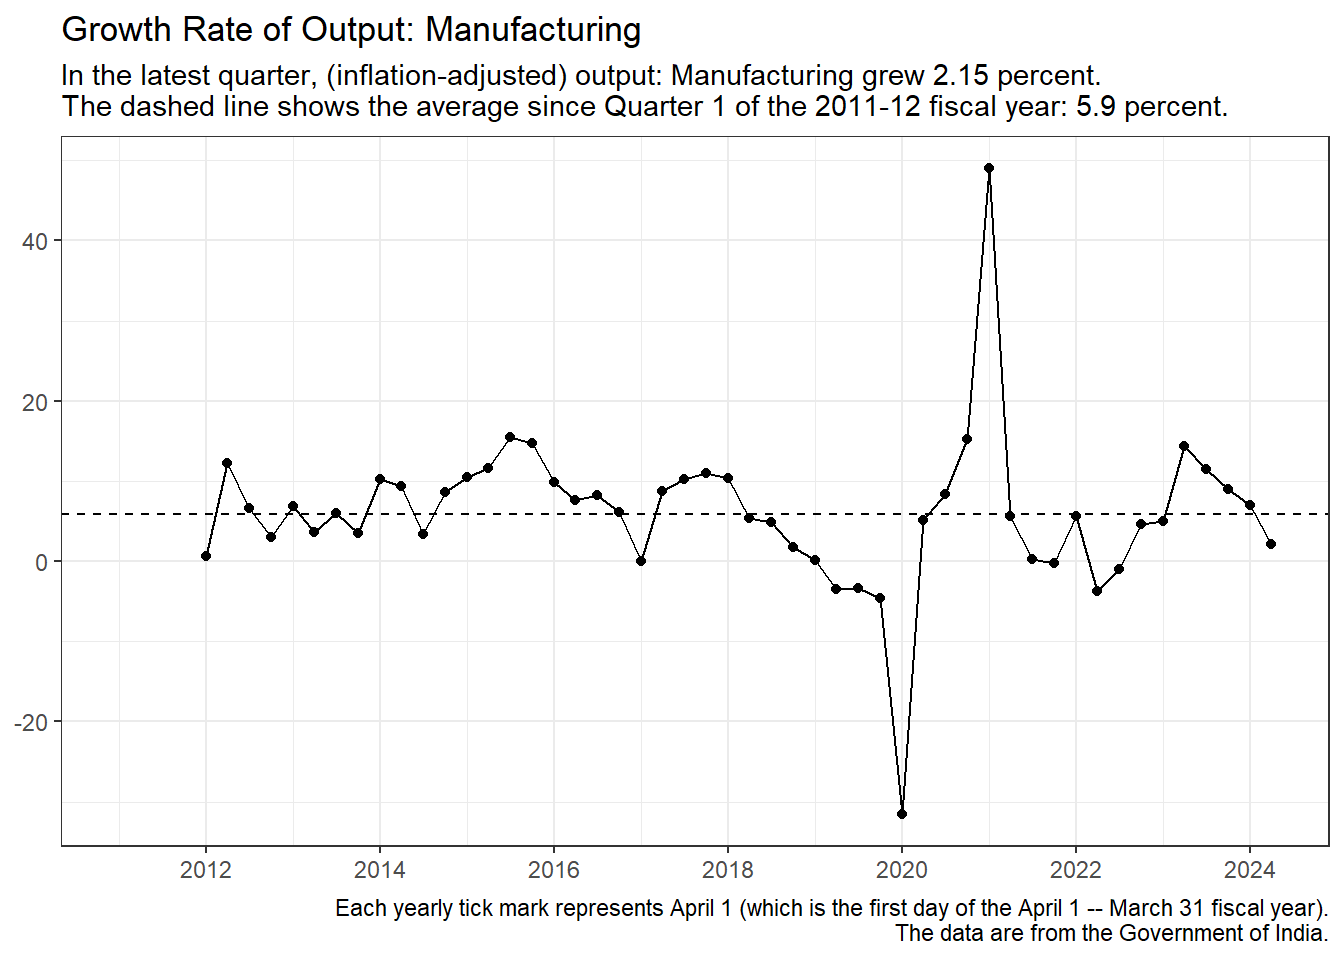 Growth Rate of Output: Manufacturing
In the latest quarter, (inflation-adjusted) output: Manufacturing grew 2.15 percent.
The dashed line shows the average since Quarter 1 of the 2011-12 fiscal year: 5.9 percent.
40
20
0
-20
2012 2014 2016 2018 2020 2022 2024
Each yearly tick mark represents April 1 (which is the first day of the April 1 -- March 31 fiscal year).
The data are from the Government of India.